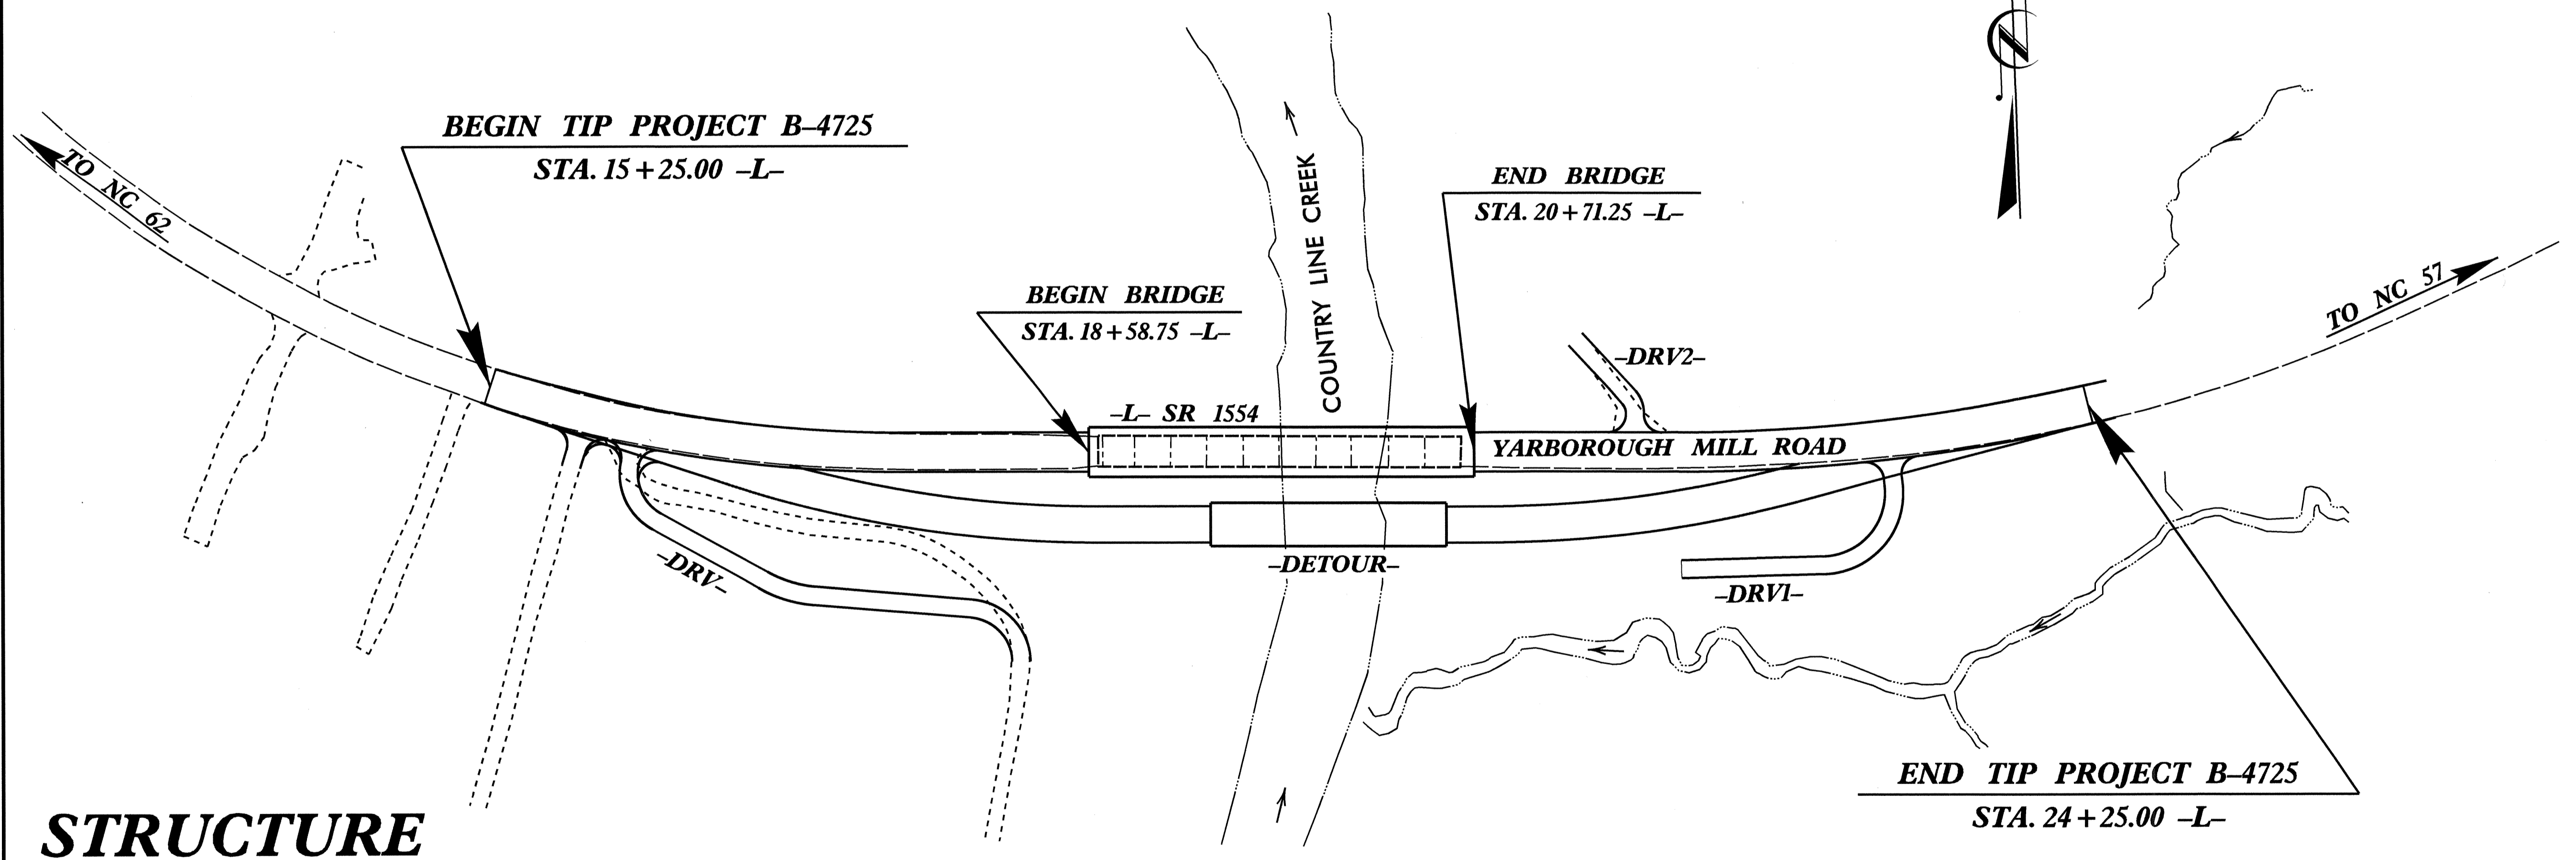 N
BEGIN TIP PROJECT B–4725
STA. 15+25.00 –L–
TO NC 62
COUNTRY LINE CREEK
END BRIDGE
STA. 20+71.25 –L–
BEGIN BRIDGE
STA. 18+58.75 –L–
TO NC 57
–DRV2–
–L– SR 1554
YARBOROUGH MILL ROAD
–DRV–
–DETOUR–
–DRV1–
END TIP PROJECT B–4725
STA. 24+25.00 –L–
STRUCTURE